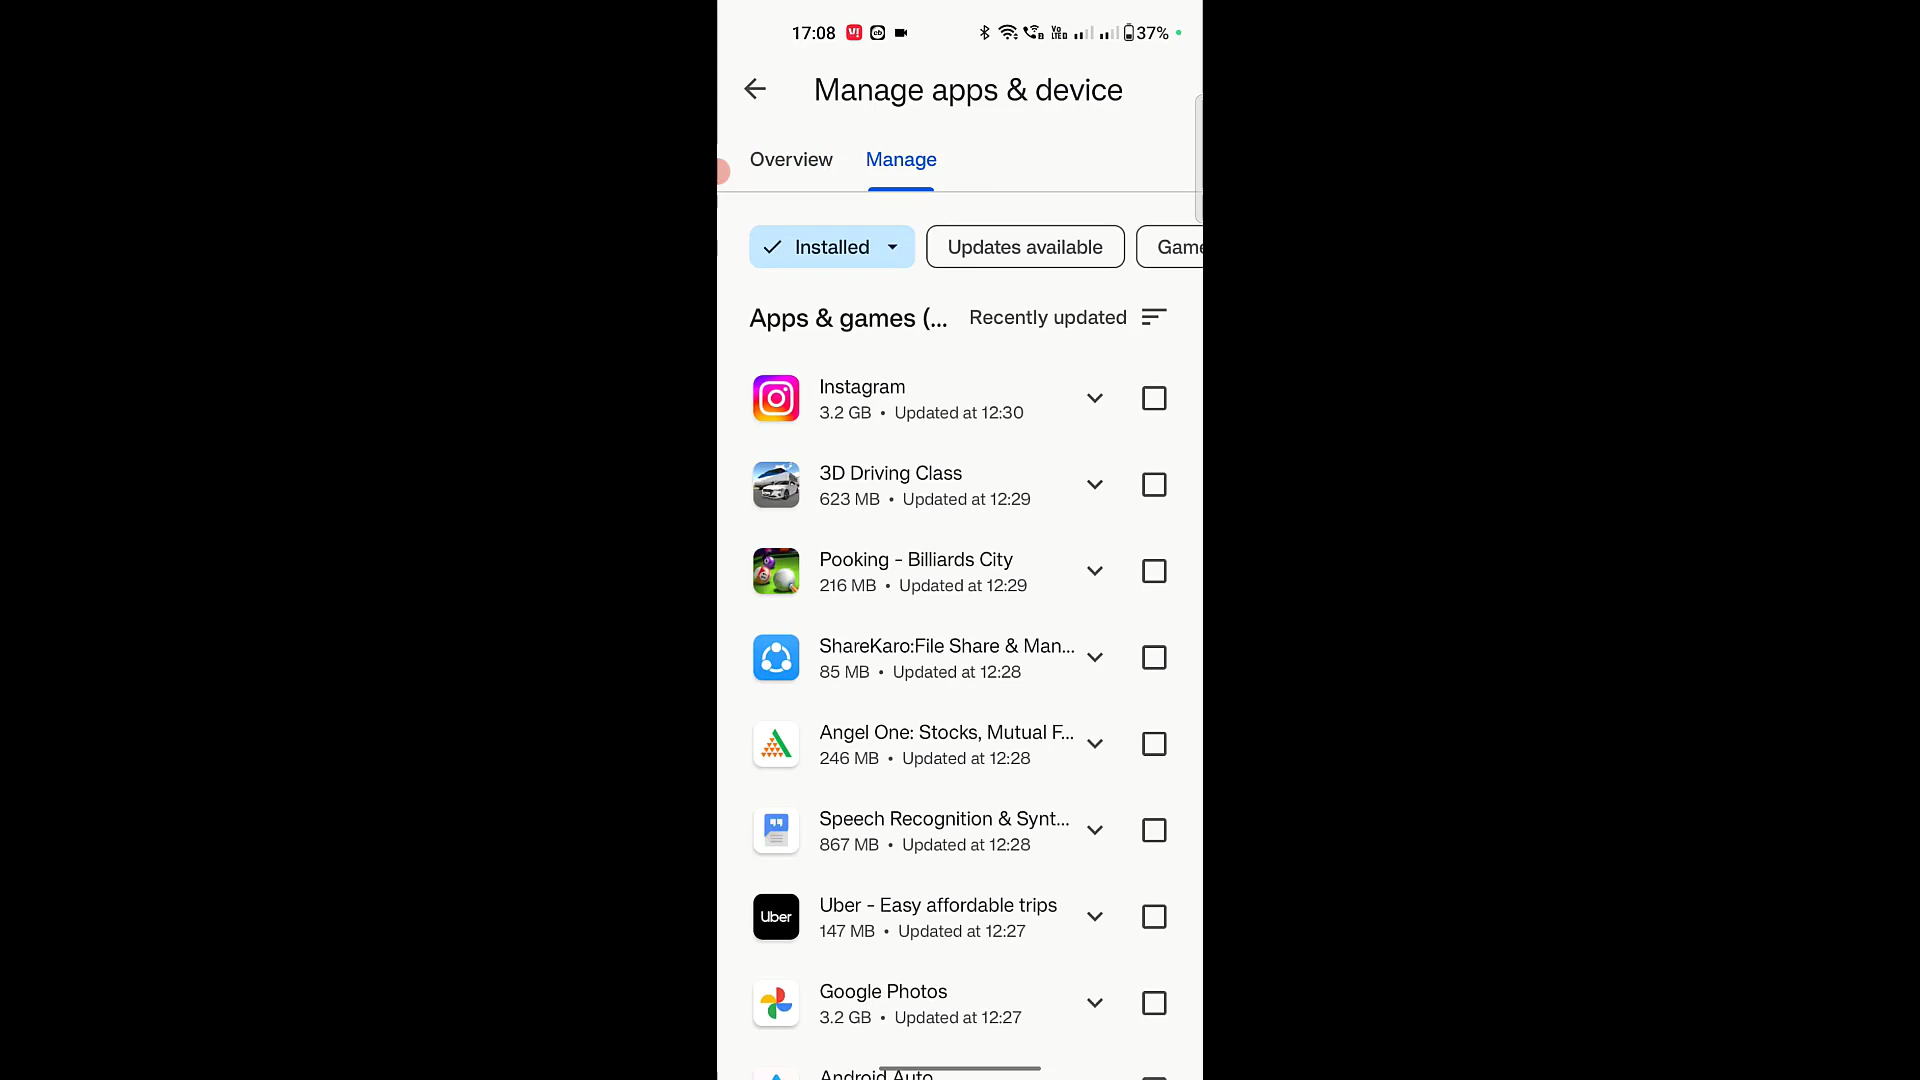 17:08 37%
Manage apps & device
Overview Manage
Installed Updates available Game
Apps & games (... Recently updated
Instagram
3.2 GB • Updated at 12:30
3D Driving Class
623 MB • Updated at 12:29
Pooking - Billiards City
216 MB • Updated at 12:29
ShareKaro:File Share & Man...
85 MB • Updated at 12:28
Angel One: Stocks, Mutual F...
246 MB • Updated at 12:28
Speech Recognition & Synt...
867 MB • Updated at 12:28
Uber
Uber - Easy affordable trips
147 MB • Updated at 12:27
Google Photos
3.2 GB • Updated at 12:27
Android Auto